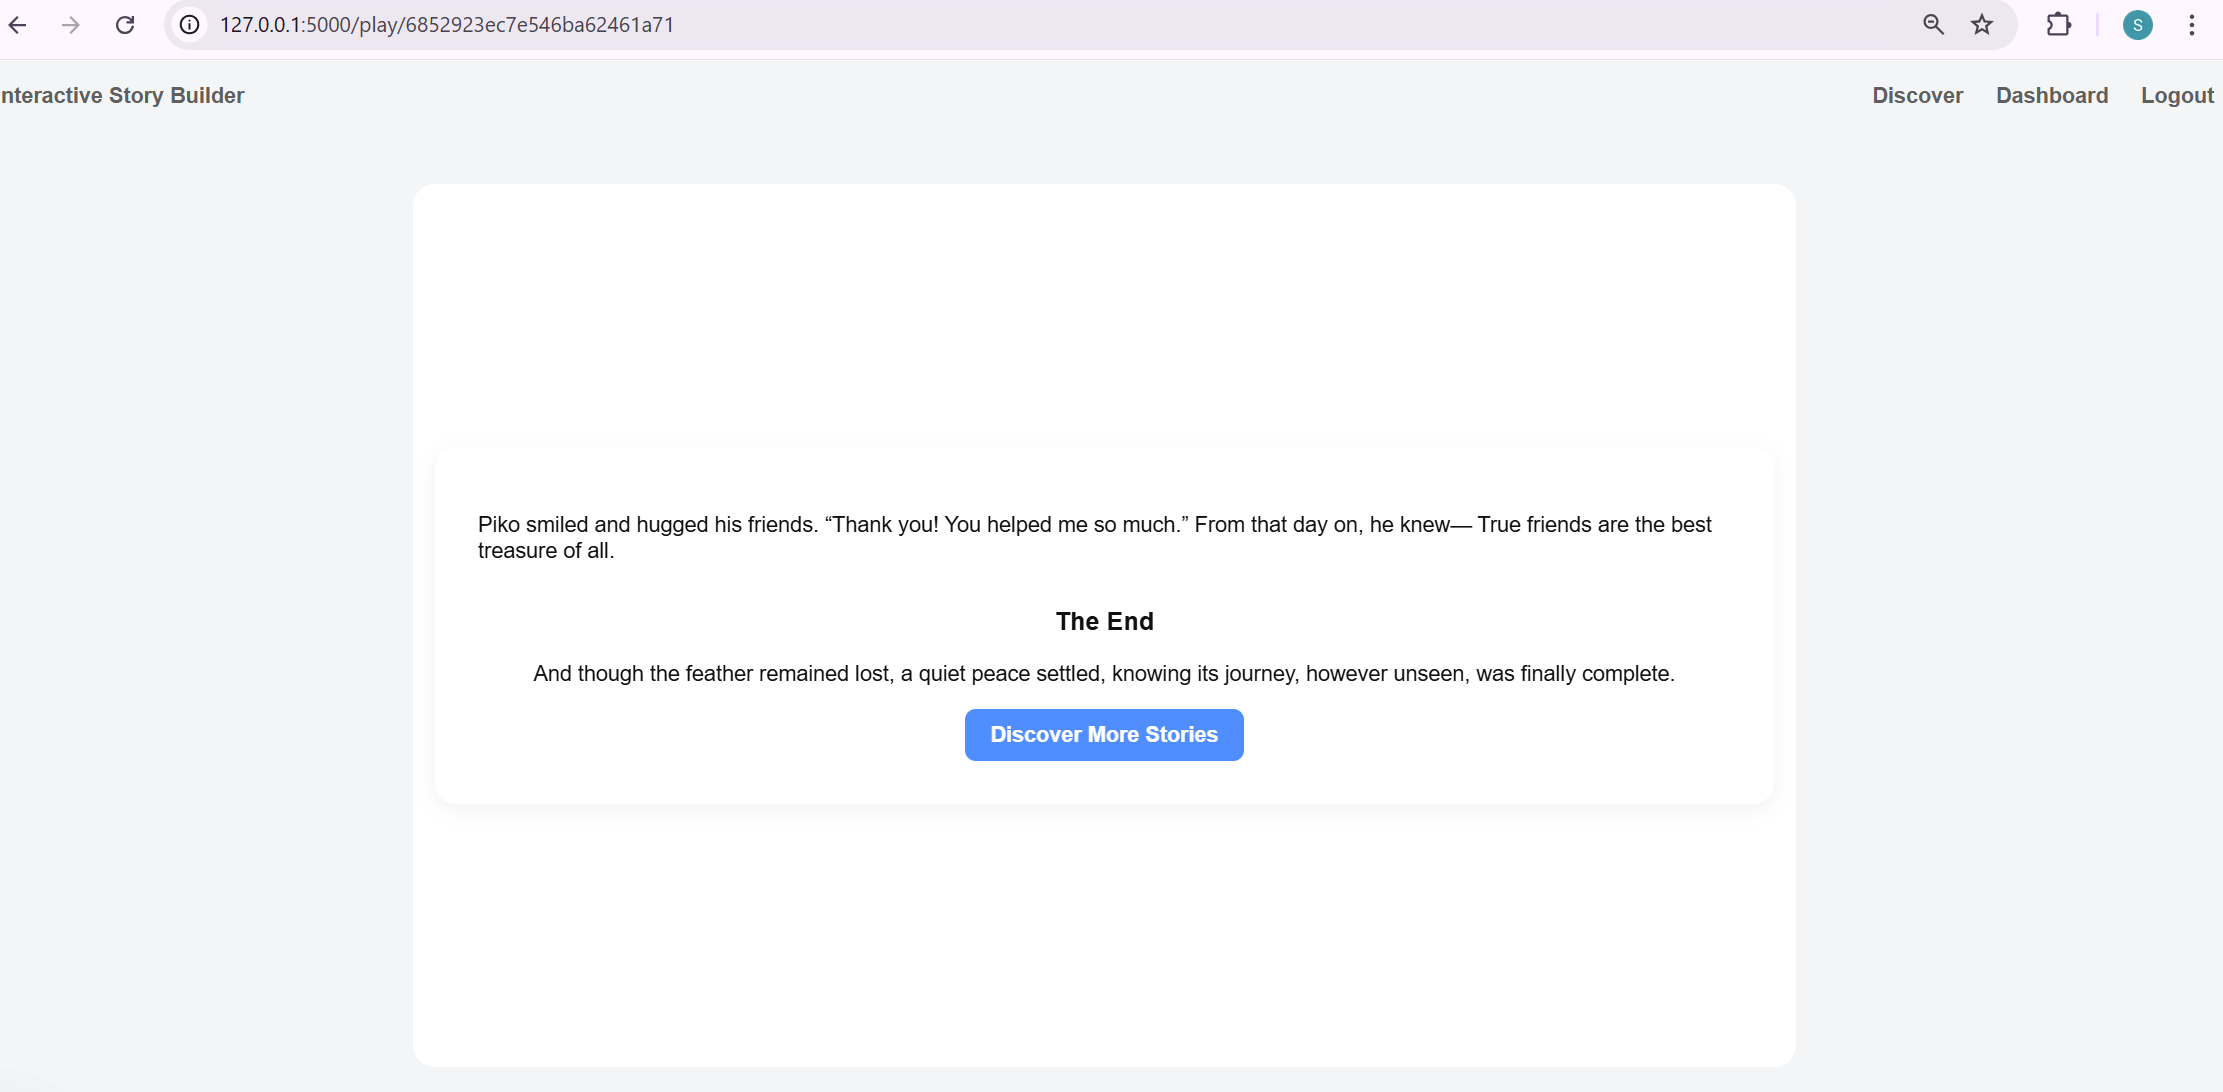 127.0.0.1:5000/play/6852923ec7e546ba62461a71
S
nteractive Story Builder
Discover Dashboard Logout
Piko smiled and hugged his friends. “Thank you! You helped me so much.” From that day on, he knew— True friends are the best
treasure of all.
The End
And though the feather remained lost, a quiet peace settled, knowing its journey, however unseen, was finally complete.
Discover More Stories